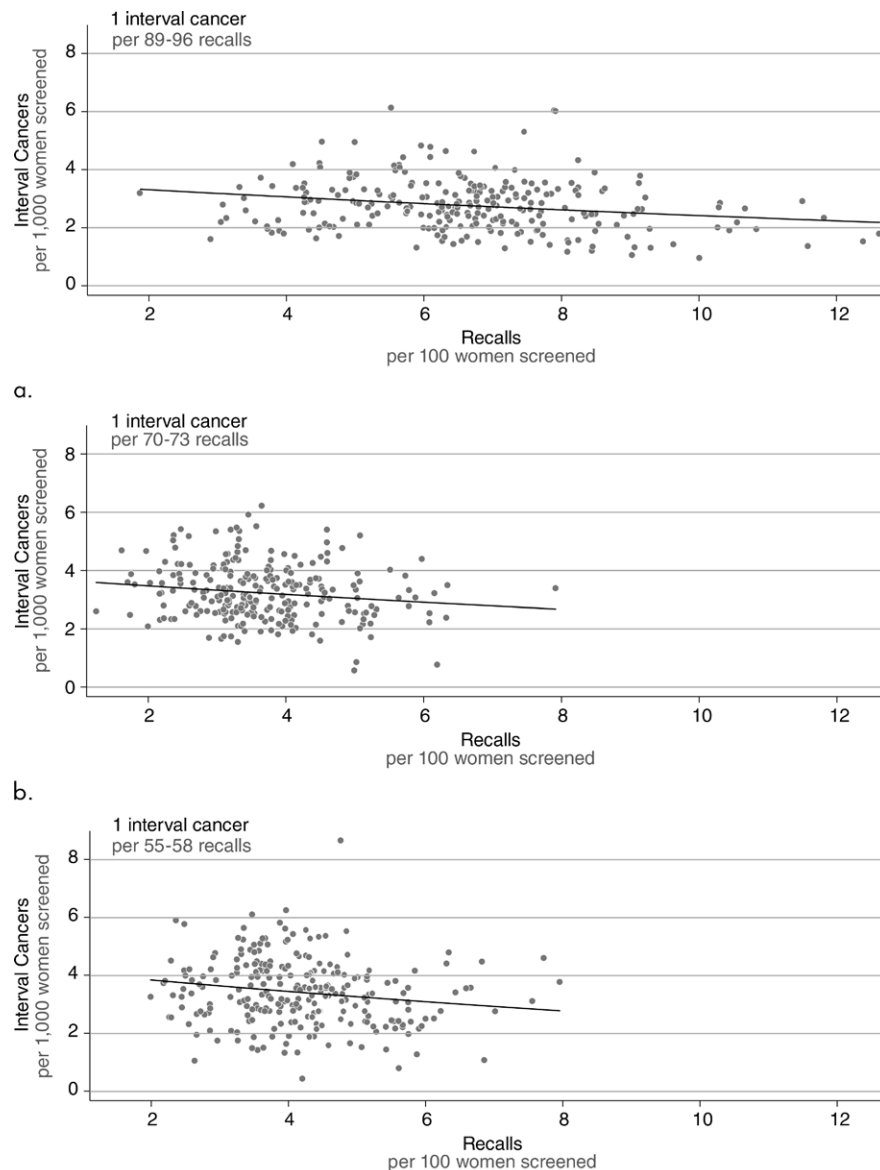 1 interval cancer
per 89-96 recalls
Interval Cancers
per 1,000 women screened
8
6
4
2
0
2 4 6 8 10 12
Recalls
per 100 women screened
a.
1 interval cancer
per 70-73 recalls
Interval Cancers
per 1,000 women screened
8
6
4
2
0
2 4 6 8 10 12
Recalls
per 100 women screened
b.
1 interval cancer
per 55-58 recalls
Interval Cancers
per 1,000 women screened
8
6
4
2
0
2 4 6 8 10 12
Recalls
per 100 women screened